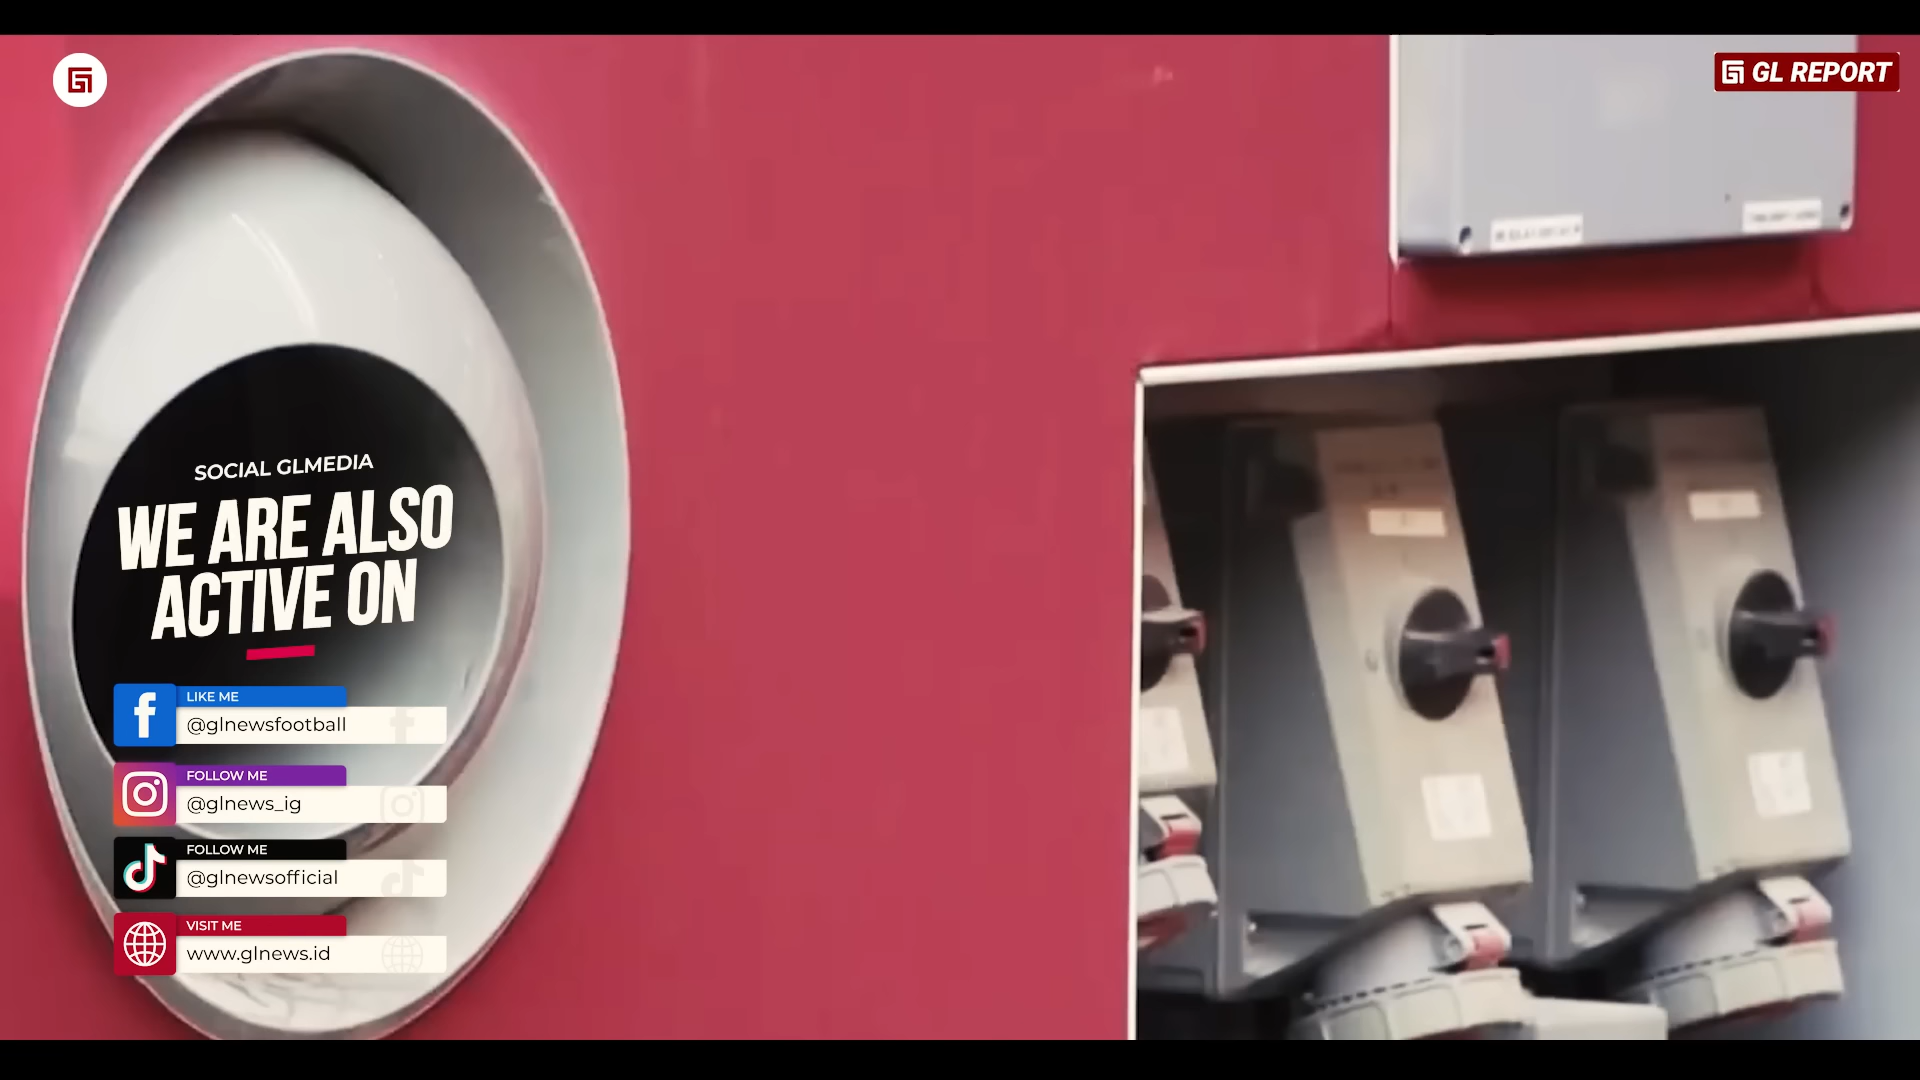 GL REPORT
SOCIAL GLMEDIA
WE ARE ALSO
ACTIVE ON
LIKE ME
@glnewsfootball
FOLLOW ME
@glnews_ig
FOLLOW ME
@glnewsofficial
VISIT ME
www.glnews.id